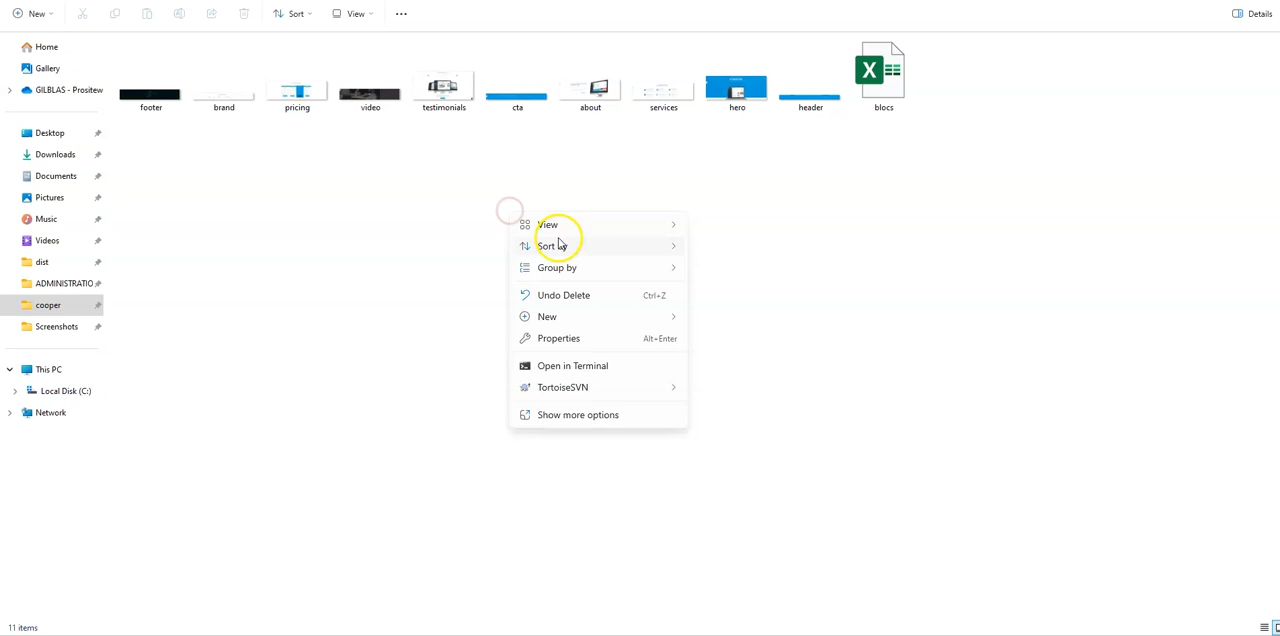 New
Sort
View
Details
Home
Gallery
GILBLAS - Prositew
Desktop
Downloads
Documents
Pictures
Music
Videos
dist
ADMINISTRATIO
cooper
Screenshots
This PC
Local Disk (C:)
Network
footer
brand
pricing
video
testimonials
cta
about
services
hero
header
blocs
View
Sort by
Group by
Undo Delete Ctrl+Z
New
Properties Alt+Enter
Open in Terminal
TortoiseSVN
Show more options
11 items